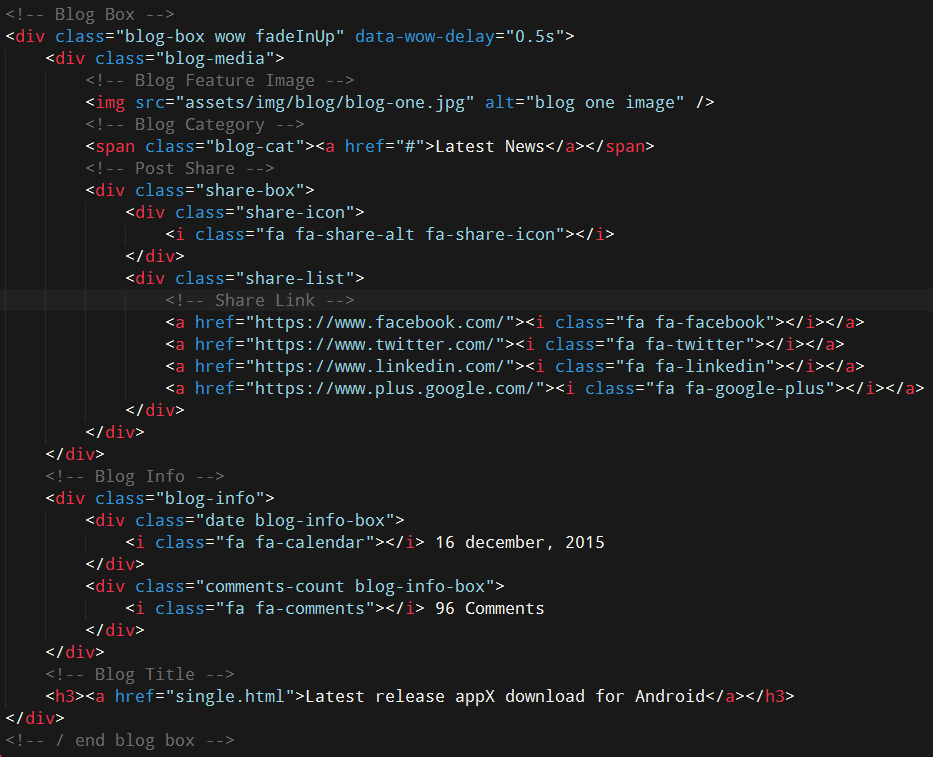 <!-- Blog Box -->
<div class="blog-box wow fadeInUp" data-wow-delay="0.5s">
    <div class="blog-media">
        <!-- Blog Feature Image -->
        <img src="assets/img/blog/blog-one.jpg" alt="blog one image" />
        <!-- Blog Category -->
        <span class="blog-cat"><a href="#">Latest News</a></span>
        <!-- Post Share -->
        <div class="share-box">
            <div class="share-icon">
                <i class="fa fa-share-alt fa-share-icon"></i>
            </div>
            <div class="share-list">
                <!-- Share Link -->
                <a href="https://www.facebook.com/"><i class="fa fa-facebook"></i></a>
                <a href="https://www.twitter.com/"><i class="fa fa-twitter"></i></a>
                <a href="https://www.linkedin.com/"><i class="fa fa-linkedin"></i></a>
                <a href="https://www.plus.google.com/"><i class="fa fa-google-plus"></i></a>
            </div>
        </div>
    </div>
    <!-- Blog Info -->
    <div class="blog-info">
        <div class="date blog-info-box">
            <i class="fa fa-calendar"></i> 16 december, 2015
        </div>
        <div class="comments-count blog-info-box">
            <i class="fa fa-comments"></i> 96 Comments
        </div>
    </div>
    <!-- Blog Title -->
    <h3><a href="single.html">Latest release appX download for Android</a></h3>
</div>
<!-- / end blog box -->